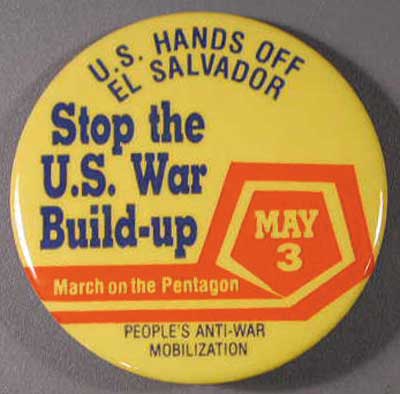 U.S. HANDS OFF
EL SALVADOR
Stop the
U.S. War
Build-up
MAY
3
March on the Pentagon
PEOPLE'S ANTI-WAR
MOBILIZATION